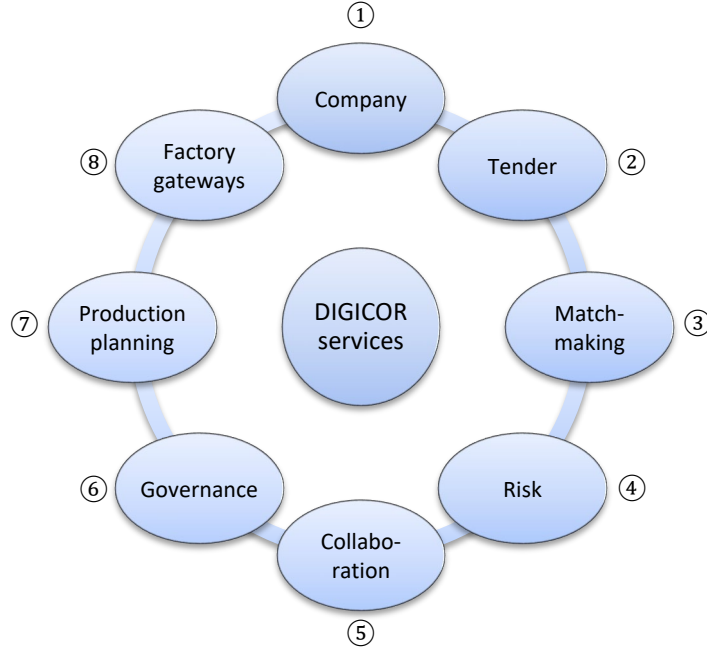 ①
Company
②
Tender
③
Match-
making
④
Risk
⑤
Collabo-
ration
⑥
Governance
⑦
Production
planning
⑧
Factory
gateways
DIGICOR
services